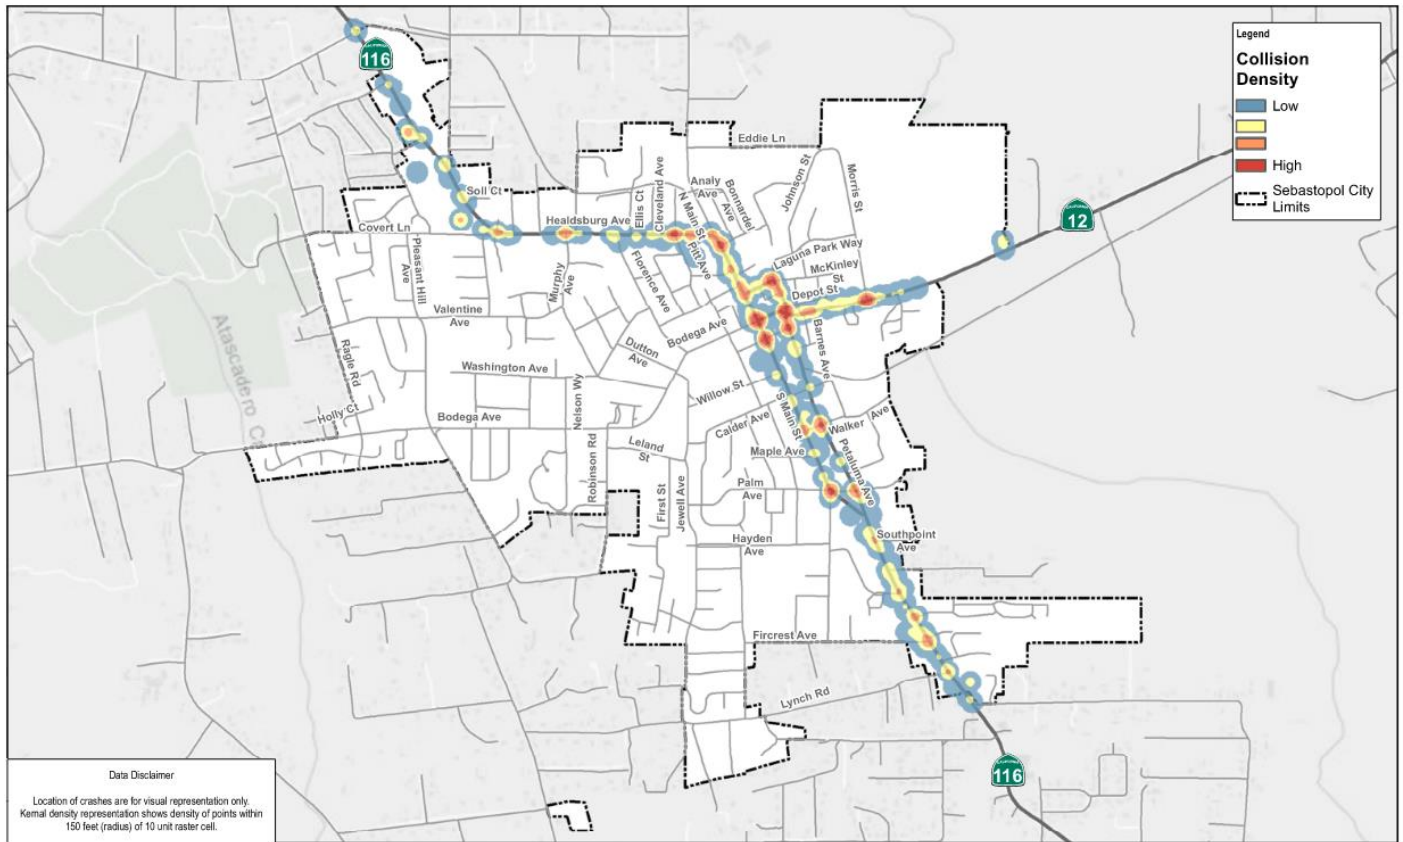 CALIFORNIA
116
Legend
Collision
Density
Low
High
Sebastopol City
Limits
Eddie Ln
CALIFORNIA
12
Soll Ct
Covert Ln
Healdsburg Ave
Ellis Ct
Cleveland Ave
Analy
Ave
N Main St
Bonnardel
Ave
Johnson St
Morris St
Pitt Ave
Laguna Park Way
McKinley
St
Depot St
Pleasant Hill
Ave
Murphy
Ave
Florence Ave
Valentine
Ave
Bodega Ave
Barnes Ave
Atascadero Cr
Ragle Rd
Dutton
Ave
Washington Ave
Nelson Wy
Willow St
Holly Ct
Bodega Ave
Calder Ave
S Main St
Walker Ave
Leland
St
Maple Ave
Petaluma Ave
Robinson Rd
First St
Jewell Ave
Palm
Ave
Hayden
Ave
Southpoint
Ave
Fircrest Ave
Lynch Rd
CALIFORNIA
116
Data Disclaimer
Location of crashes are for visual representation only.
Kernal density representation shows density of points within
150 feet (radius) of 10 unit raster cell.